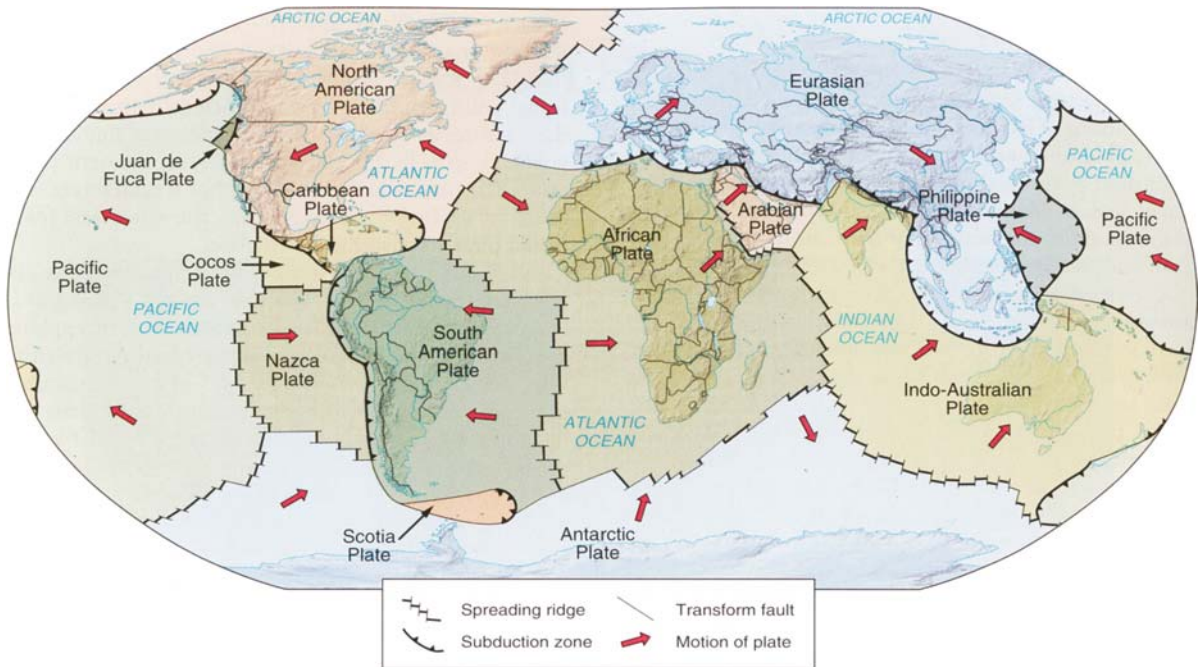 ARCTIC OCEAN
ARCTIC OCEAN
North
American
Plate
Eurasian
Plate
Juan de
Fuca Plate
ATLANTIC
OCEAN
Caribbean
Plate
PACIFIC
OCEAN
Philippine
Plate
Arabian
Plate
African
Plate
Pacific
Plate
Cocos
Plate
Pacific
Plate
PACIFIC
OCEAN
INDIAN
OCEAN
South
American
Plate
Nazca
Plate
Indo-Australian
Plate
ATLANTIC
OCEAN
Scotia
Plate
Antarctic
Plate
Spreading ridge
Transform fault
Subduction zone
Motion of plate